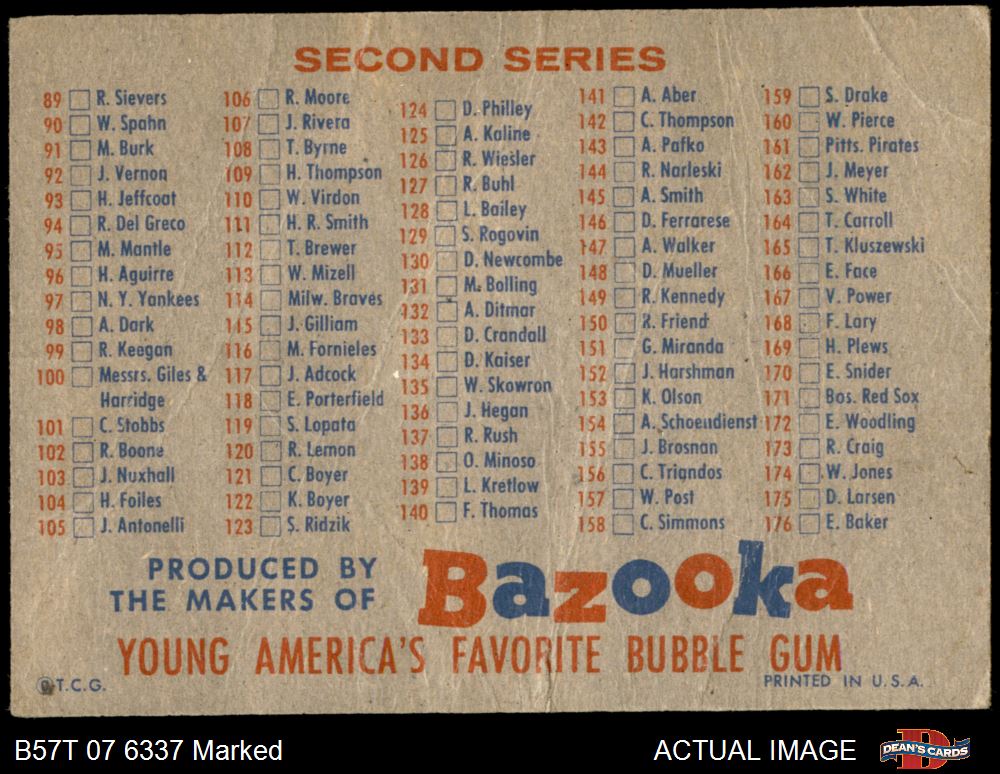 SECOND SERIES
89 R. Sievers
90 W. Spahn
91 M. Burk
92 J. Vernon
93 H. Jeffcoat
94 R. Del Greco
95 M. Mantle
96 H. Aguirre
97 N. Y. Yankees
98 A. Dark
99 R. Keegan
100 Messrs. Giles &
Harridge
101 C. Stobbs
102 R. Boone
103 J. Nuxhall
104 H. Foiles
105 J. Antonelli
106 R. Moore
107 J. Rivera
108 T. Byrne
109 H. Thompson
110 W. Virdon
111 H. R. Smith
112 T. Brewer
113 W. Mizell
114 Milw. Braves
115 J. Gilliam
116 M. Fornieles
117 J. Adcock
118 E. Porterfield
119 S. Lopata
120 R. Lemon
121 C. Boyer
122 K. Boyer
123 S. Ridzik
124 D. Philley
125 A. Kaline
126 R. Wiesler
127 R. Buhl
128 L. Bailey
129 S. Rogovin
130 D. Newcombe
131 M. Bolling
132 A. Ditmar
133 D. Crandall
134 D. Kaiser
135 W. Skowron
136 J. Hegan
137 R. Rush
138 O. Minoso
139 L. Kretlow
140 F. Thomas
141 A. Aber
142 C. Thompson
143 A. Pafko
144 R. Narleski
145 A. Smith
146 D. Ferrarese
147 A. Walker
148 D. Mueller
149 R. Kennedy
150 R. Friend
151 G. Miranda
152 J. Harshman
153 K. Olson
154 A. Schoendienst
155 J. Brosnan
156 C. Triandos
157 W. Post
158 C. Simmons
159 S. Drake
160 W. Pierce
161 Pitts. Pirates
162 J. Meyer
163 S. White
164 T. Carroll
165 T. Kluszewski
166 E. Face
167 V. Power
168 F. Lary
169 H. Plews
170 E. Snider
171 Bos. Red Sox
172 E. Woodling
173 R. Craig
174 W. Jones
175 D. Larsen
176 E. Baker
PRODUCED BY
THE MAKERS OF
Bazooka
YOUNG AMERICA'S FAVORITE BUBBLE GUM
© T.C.G.
PRINTED IN U.S.A.
B57T 07 6337 Marked
ACTUAL IMAGE
DEAN'S CARDS